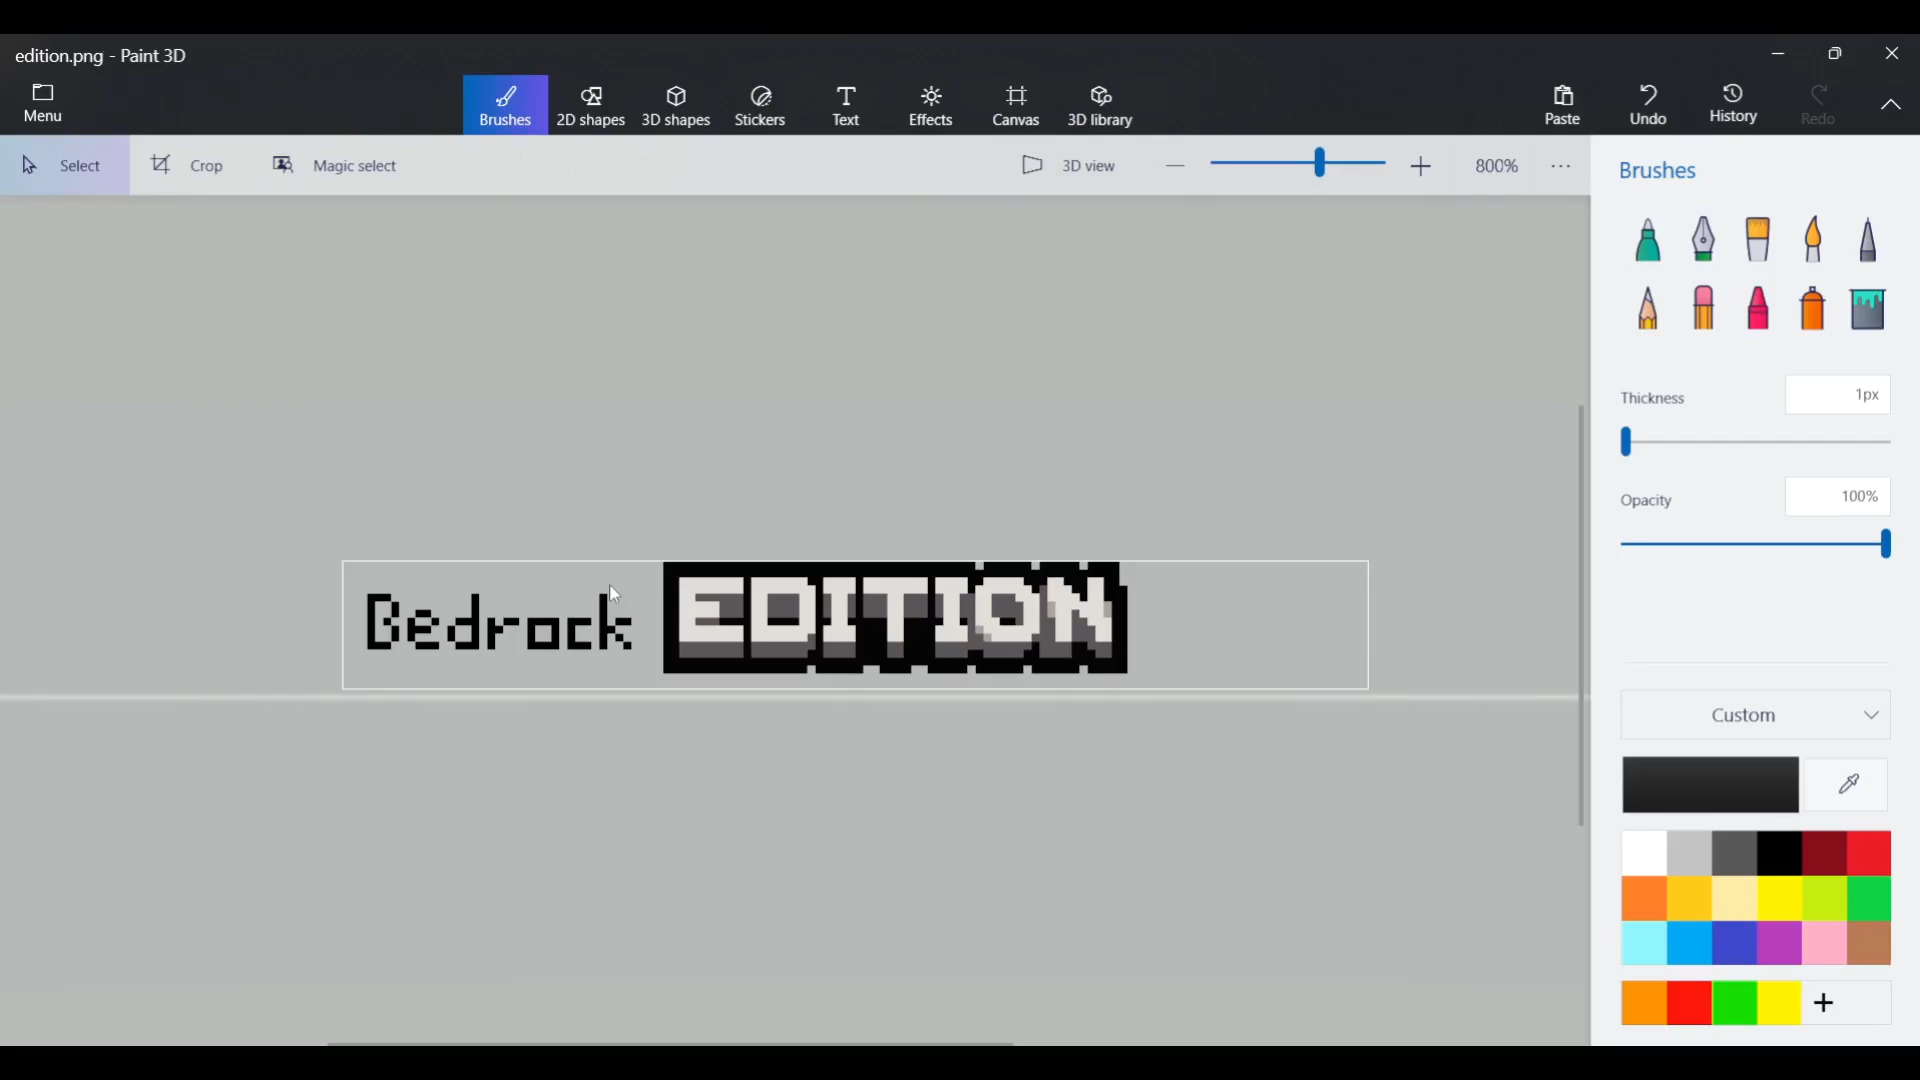 edition.png - Paint 3D
Menu
Brushes 2D shapes 3D shapes Stickers Text Effects Canvas 3D library Paste Undo History Redo
Select Crop Magic select 3D view 800%
Brushes
Thickness 1px
Opacity 100%
Bedrock EDITION
Custom